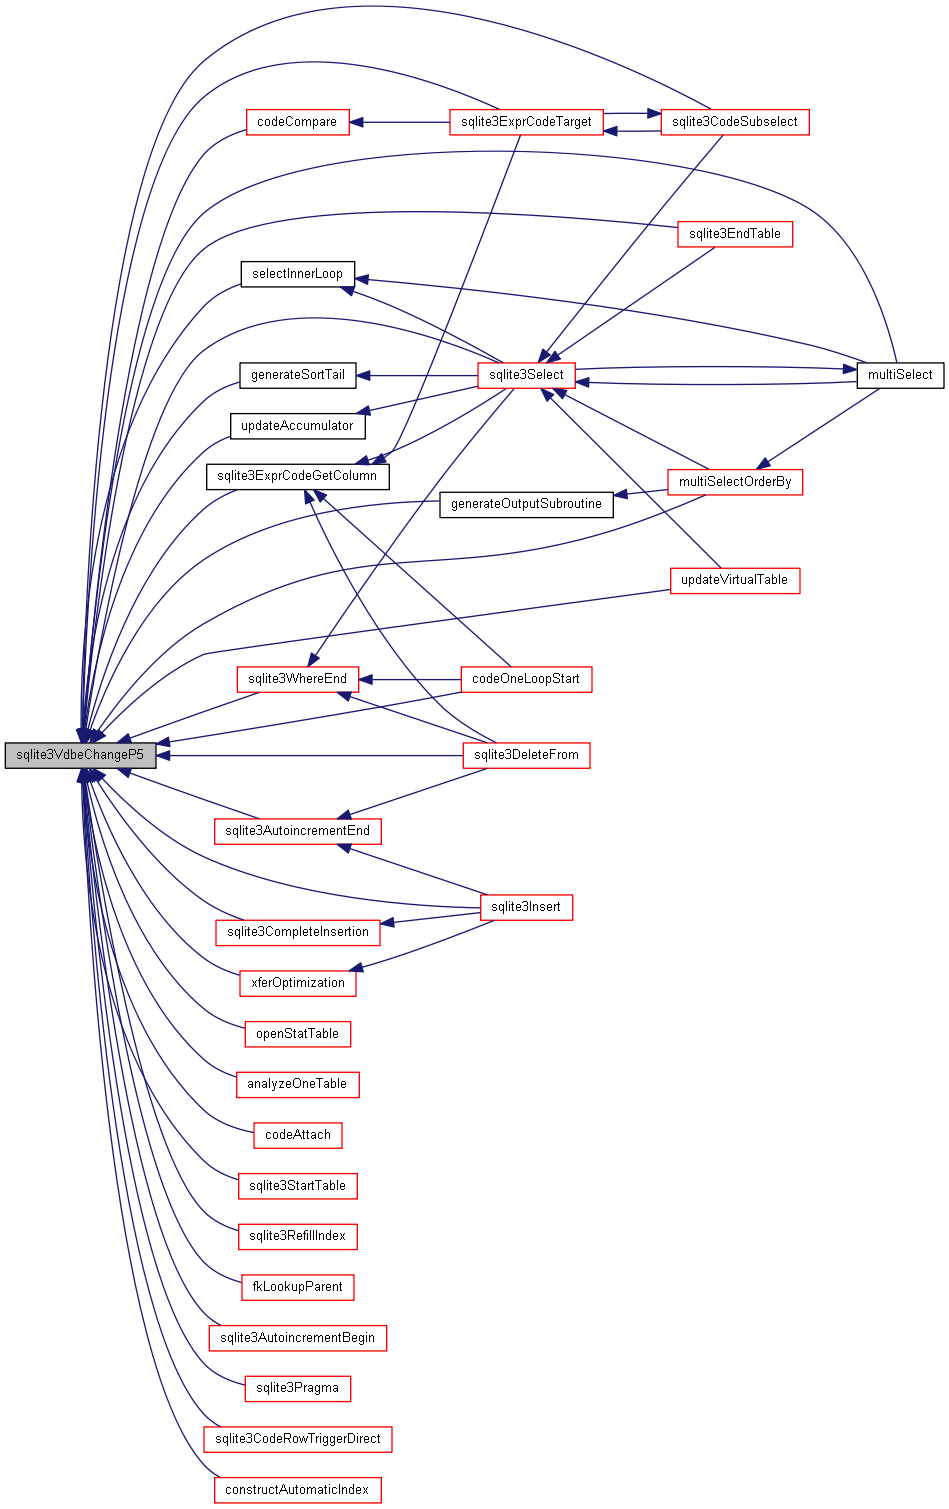 codeCompare
sqlite3ExprCodeTarget
sqlite3CodeSubselect
sqlite3EndTable
selectInnerLoop
generateSortTail
sqlite3Select
multiSelect
updateAccumulator
sqlite3ExprCodeGetColumn
multiSelectOrderBy
generateOutputSubroutine
updateVirtualTable
sqlite3WhereEnd
codeOneLoopStart
sqlite3VdbeChangeP5
sqlite3DeleteFrom
sqlite3AutoincrementEnd
sqlite3Insert
sqlite3CompleteInsertion
xferOptimization
openStatTable
analyzeOneTable
codeAttach
sqlite3StartTable
sqlite3RefillIndex
fkLookupParent
sqlite3AutoincrementBegin
sqlite3Pragma
sqlite3CodeRowTriggerDirect
constructAutomaticIndex